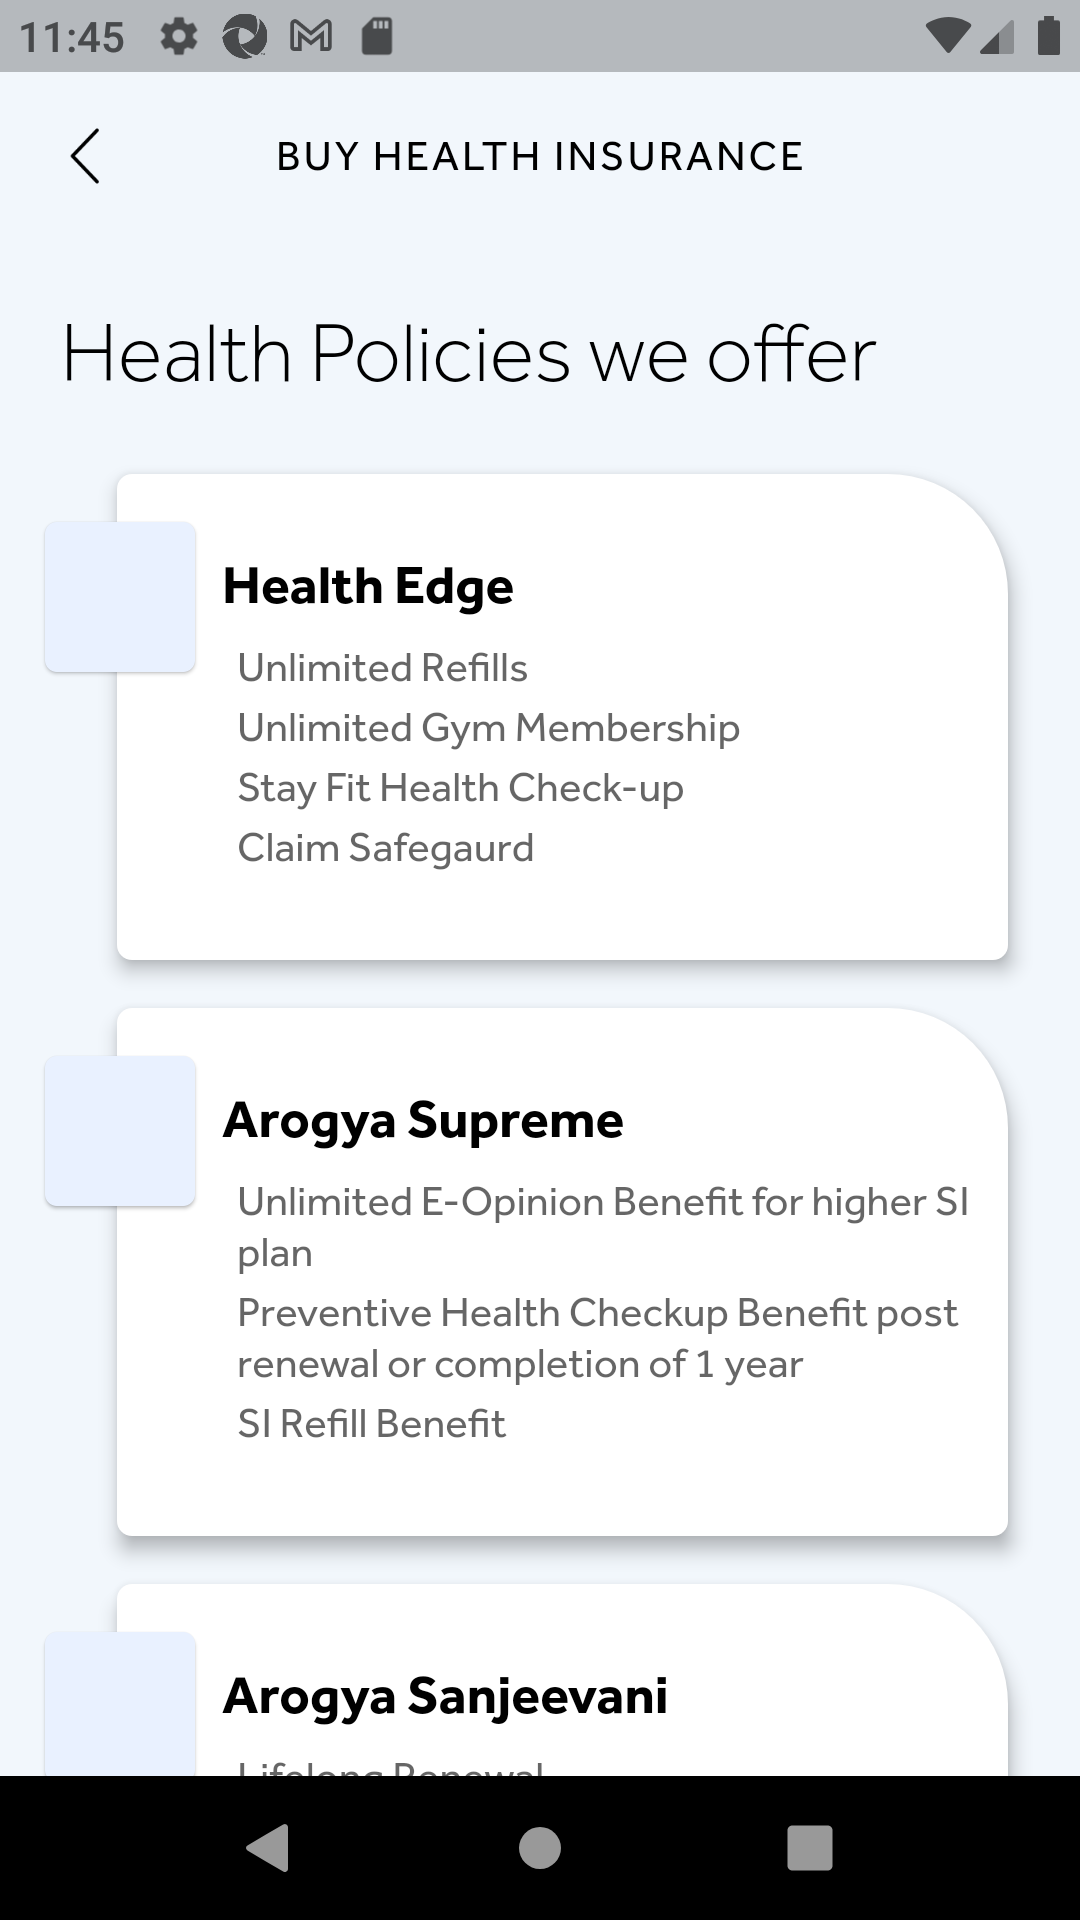 11:45
BUY HEALTH INSURANCE
Health Policies we offer
Health Edge
Unlimited Refills
Unlimited Gym Membership
Stay Fit Health Check-up
Claim Safegaurd
Arogya Supreme
Unlimited E-Opinion Benefit for higher SI
plan
Preventive Health Checkup Benefit post
renewal or completion of 1 year
SI Refill Benefit
Arogya Sanjeevani
Lifelong Renewal